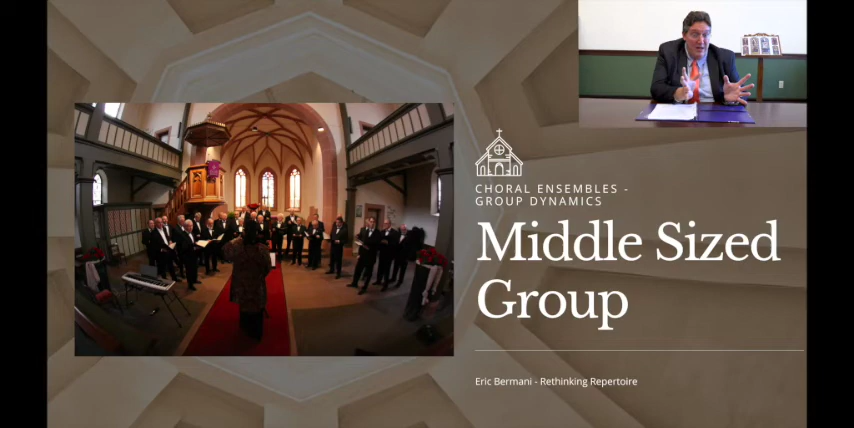 CHORAL ENSEMBLES -
GROUP DYNAMICS
Middle Sized
Group
Eric Bermani - Rethinking Repertoire